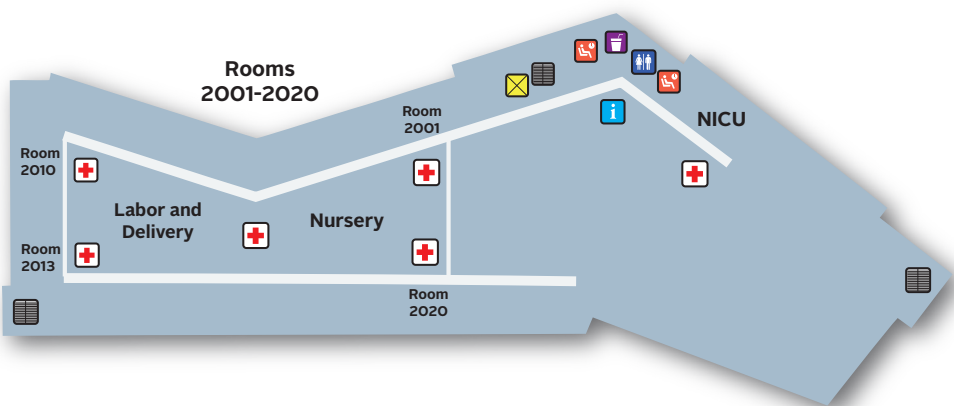 Rooms
2001-2020
Room
2001
NICU
Room
2010
Labor and
Delivery
Nursery
Room
2013
Room
2020
i